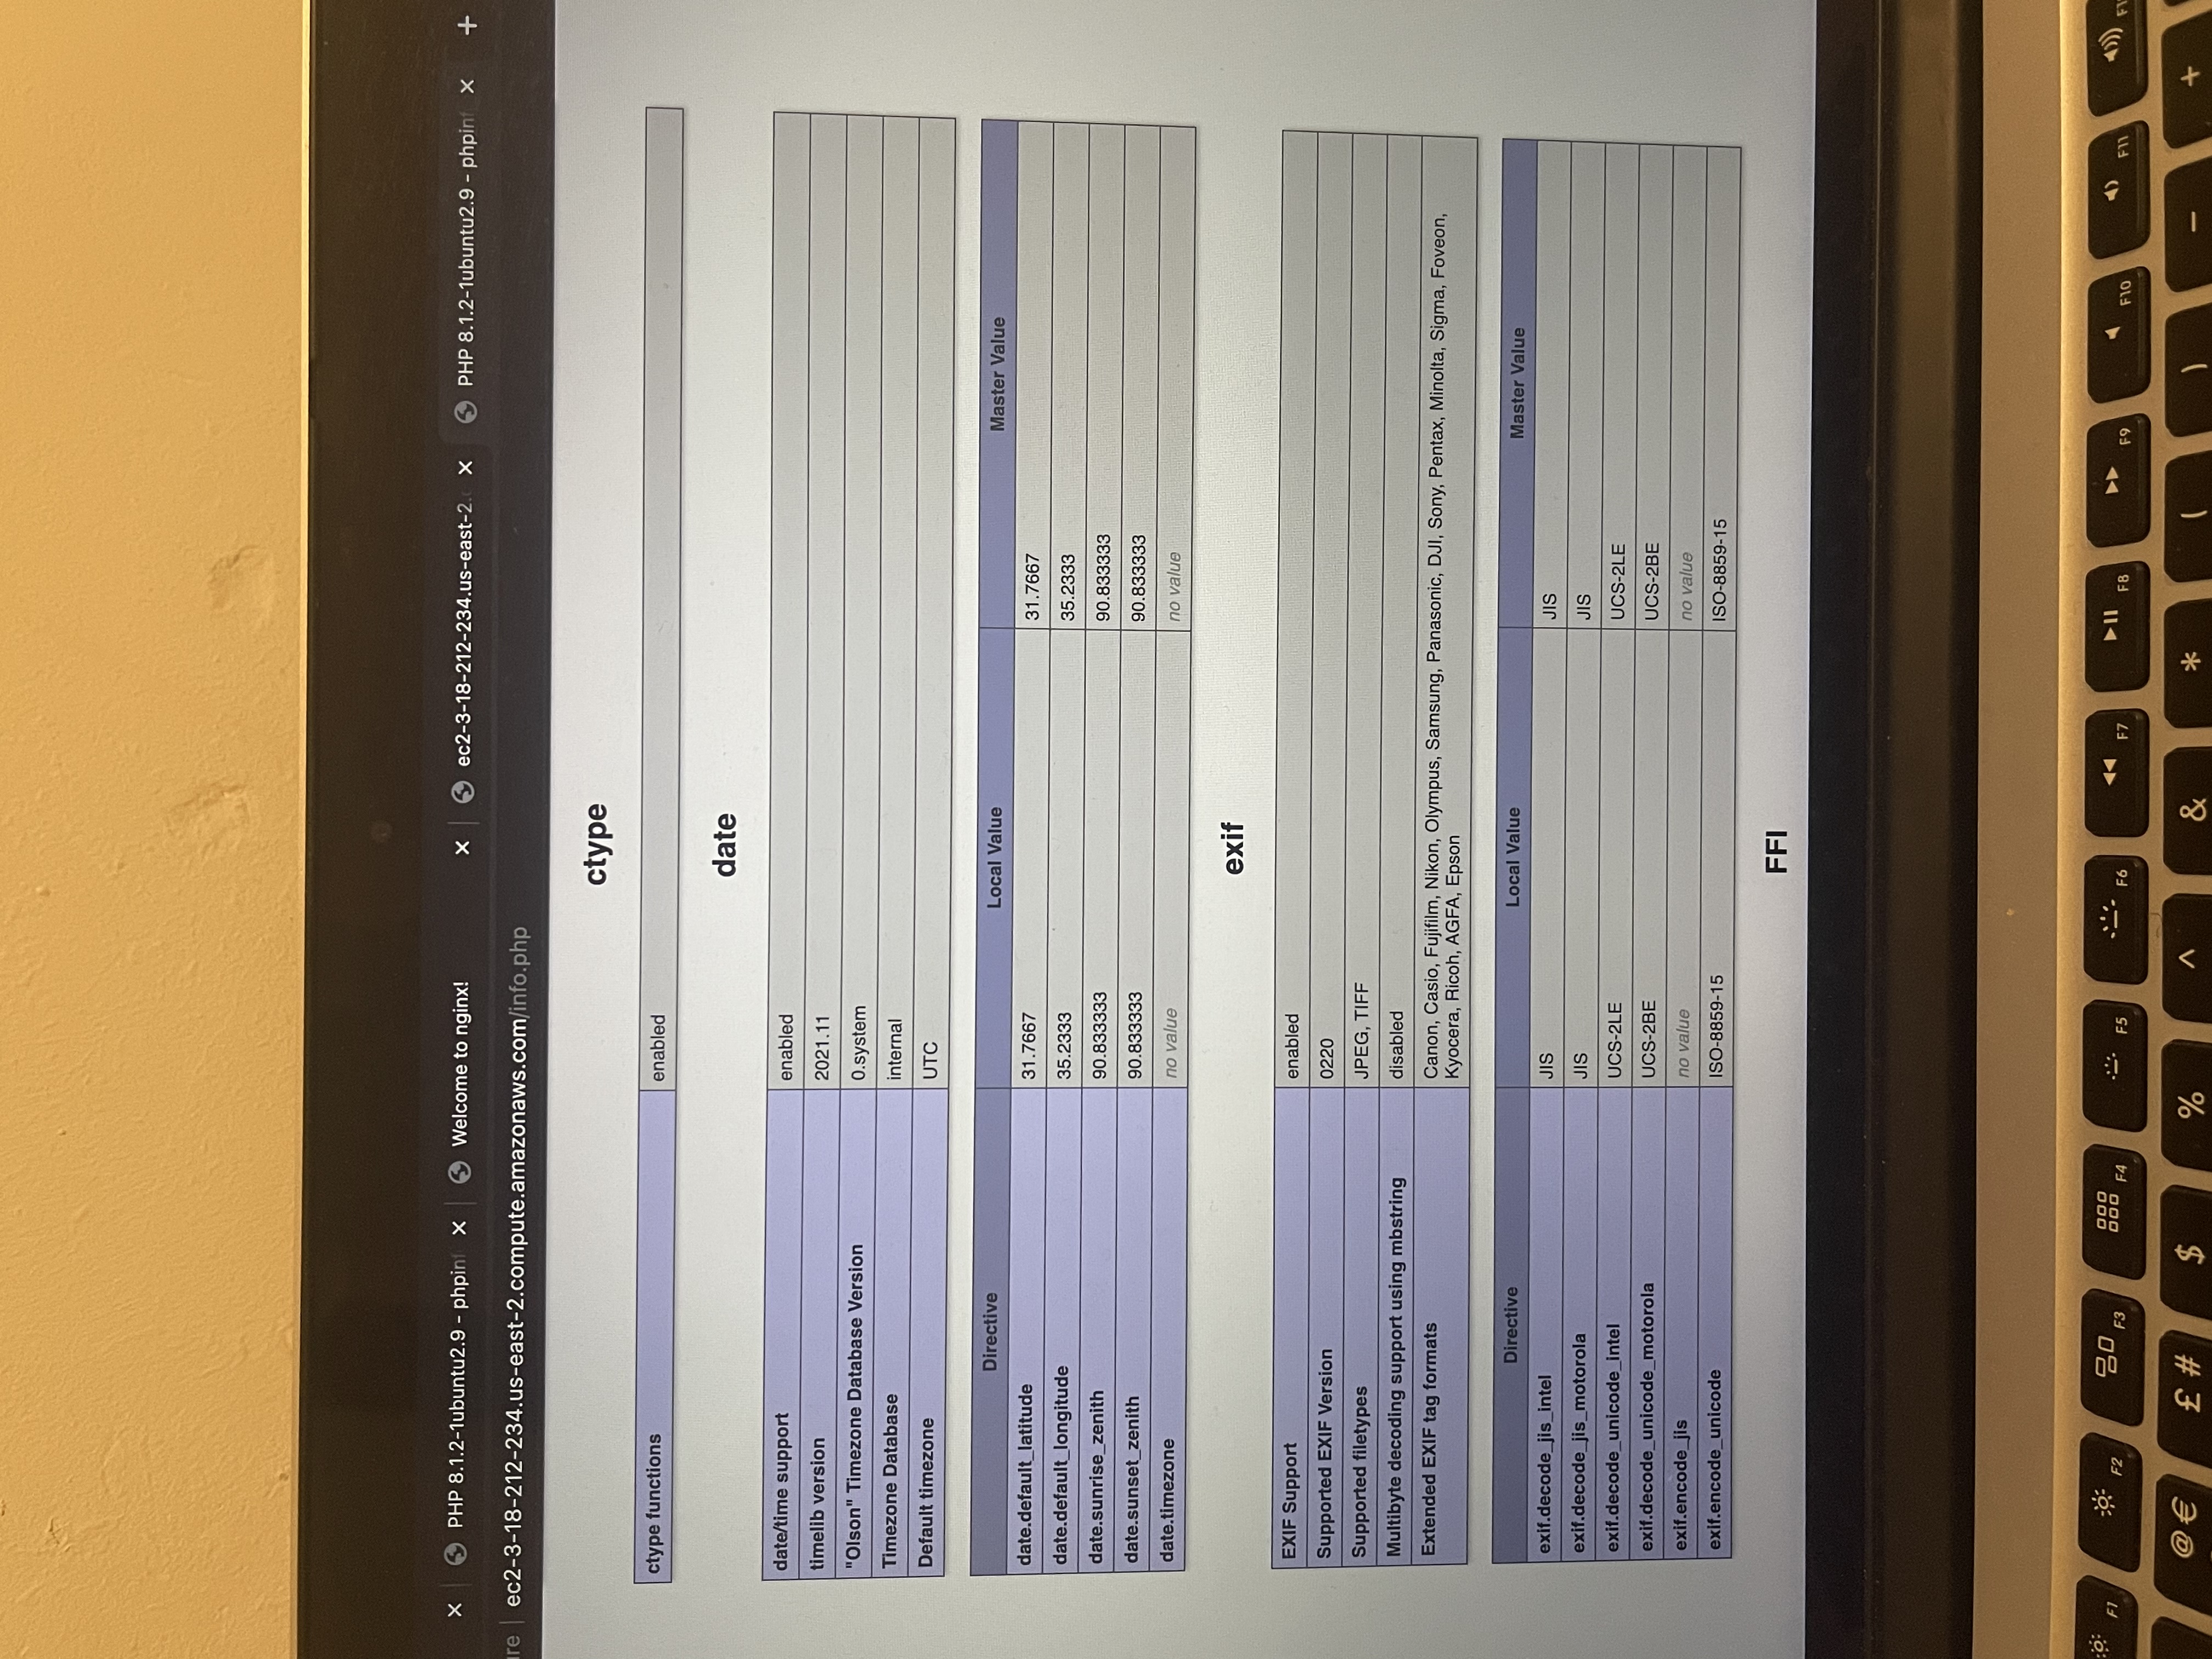 PHP 8.1.2-1ubuntu2.9 - phpinf
Welcome to nginx!
ec2-3-18-212-234.us-east-2.
PHP 8.1.2-1ubuntu2.9 - phpinf
ure ec2-3-18-212-234.us-east-2.compute.amazonaws.com/info.php
ctype
ctype functions enabled
date
date/time support enabled
timelib version 2021.11
"Olson" Timezone Database Version 0.system
Timezone Database internal
Default timezone UTC
Directive Local Value Master Value
date.default_latitude 31.7667 31.7667
date.default_longitude 35.2333 35.2333
date.sunrise_zenith 90.833333 90.833333
date.sunset_zenith 90.833333 90.833333
date.timezone no value no value
exif
EXIF Support enabled
Supported EXIF Version 0220
Supported filetypes JPEG, TIFF
Multibyte decoding support using mbstring disabled
Extended EXIF tag formats Canon, Casio, Fujifilm, Nikon, Olympus, Samsung, Panasonic, DJI, Sony, Pentax, Minolta, Sigma, Foveon,
Kyocera, Ricoh, AGFA, Epson
Directive Local Value Master Value
exif.decode_jis_intel JIS JIS
exif.decode_jis_motorola JIS JIS
exif.decode_unicode_intel UCS-2LE UCS-2LE
exif.decode_unicode_motorola UCS-2BE UCS-2BE
exif.encode_jis no value no value
exif.encode_unicode ISO-8859-15 ISO-8859-15
FFI
F1 F2 F3 F4 F5 F6 F7 F8 F9 F10 F11 F1
@ € £ # $ % ^ & * ( ) − +